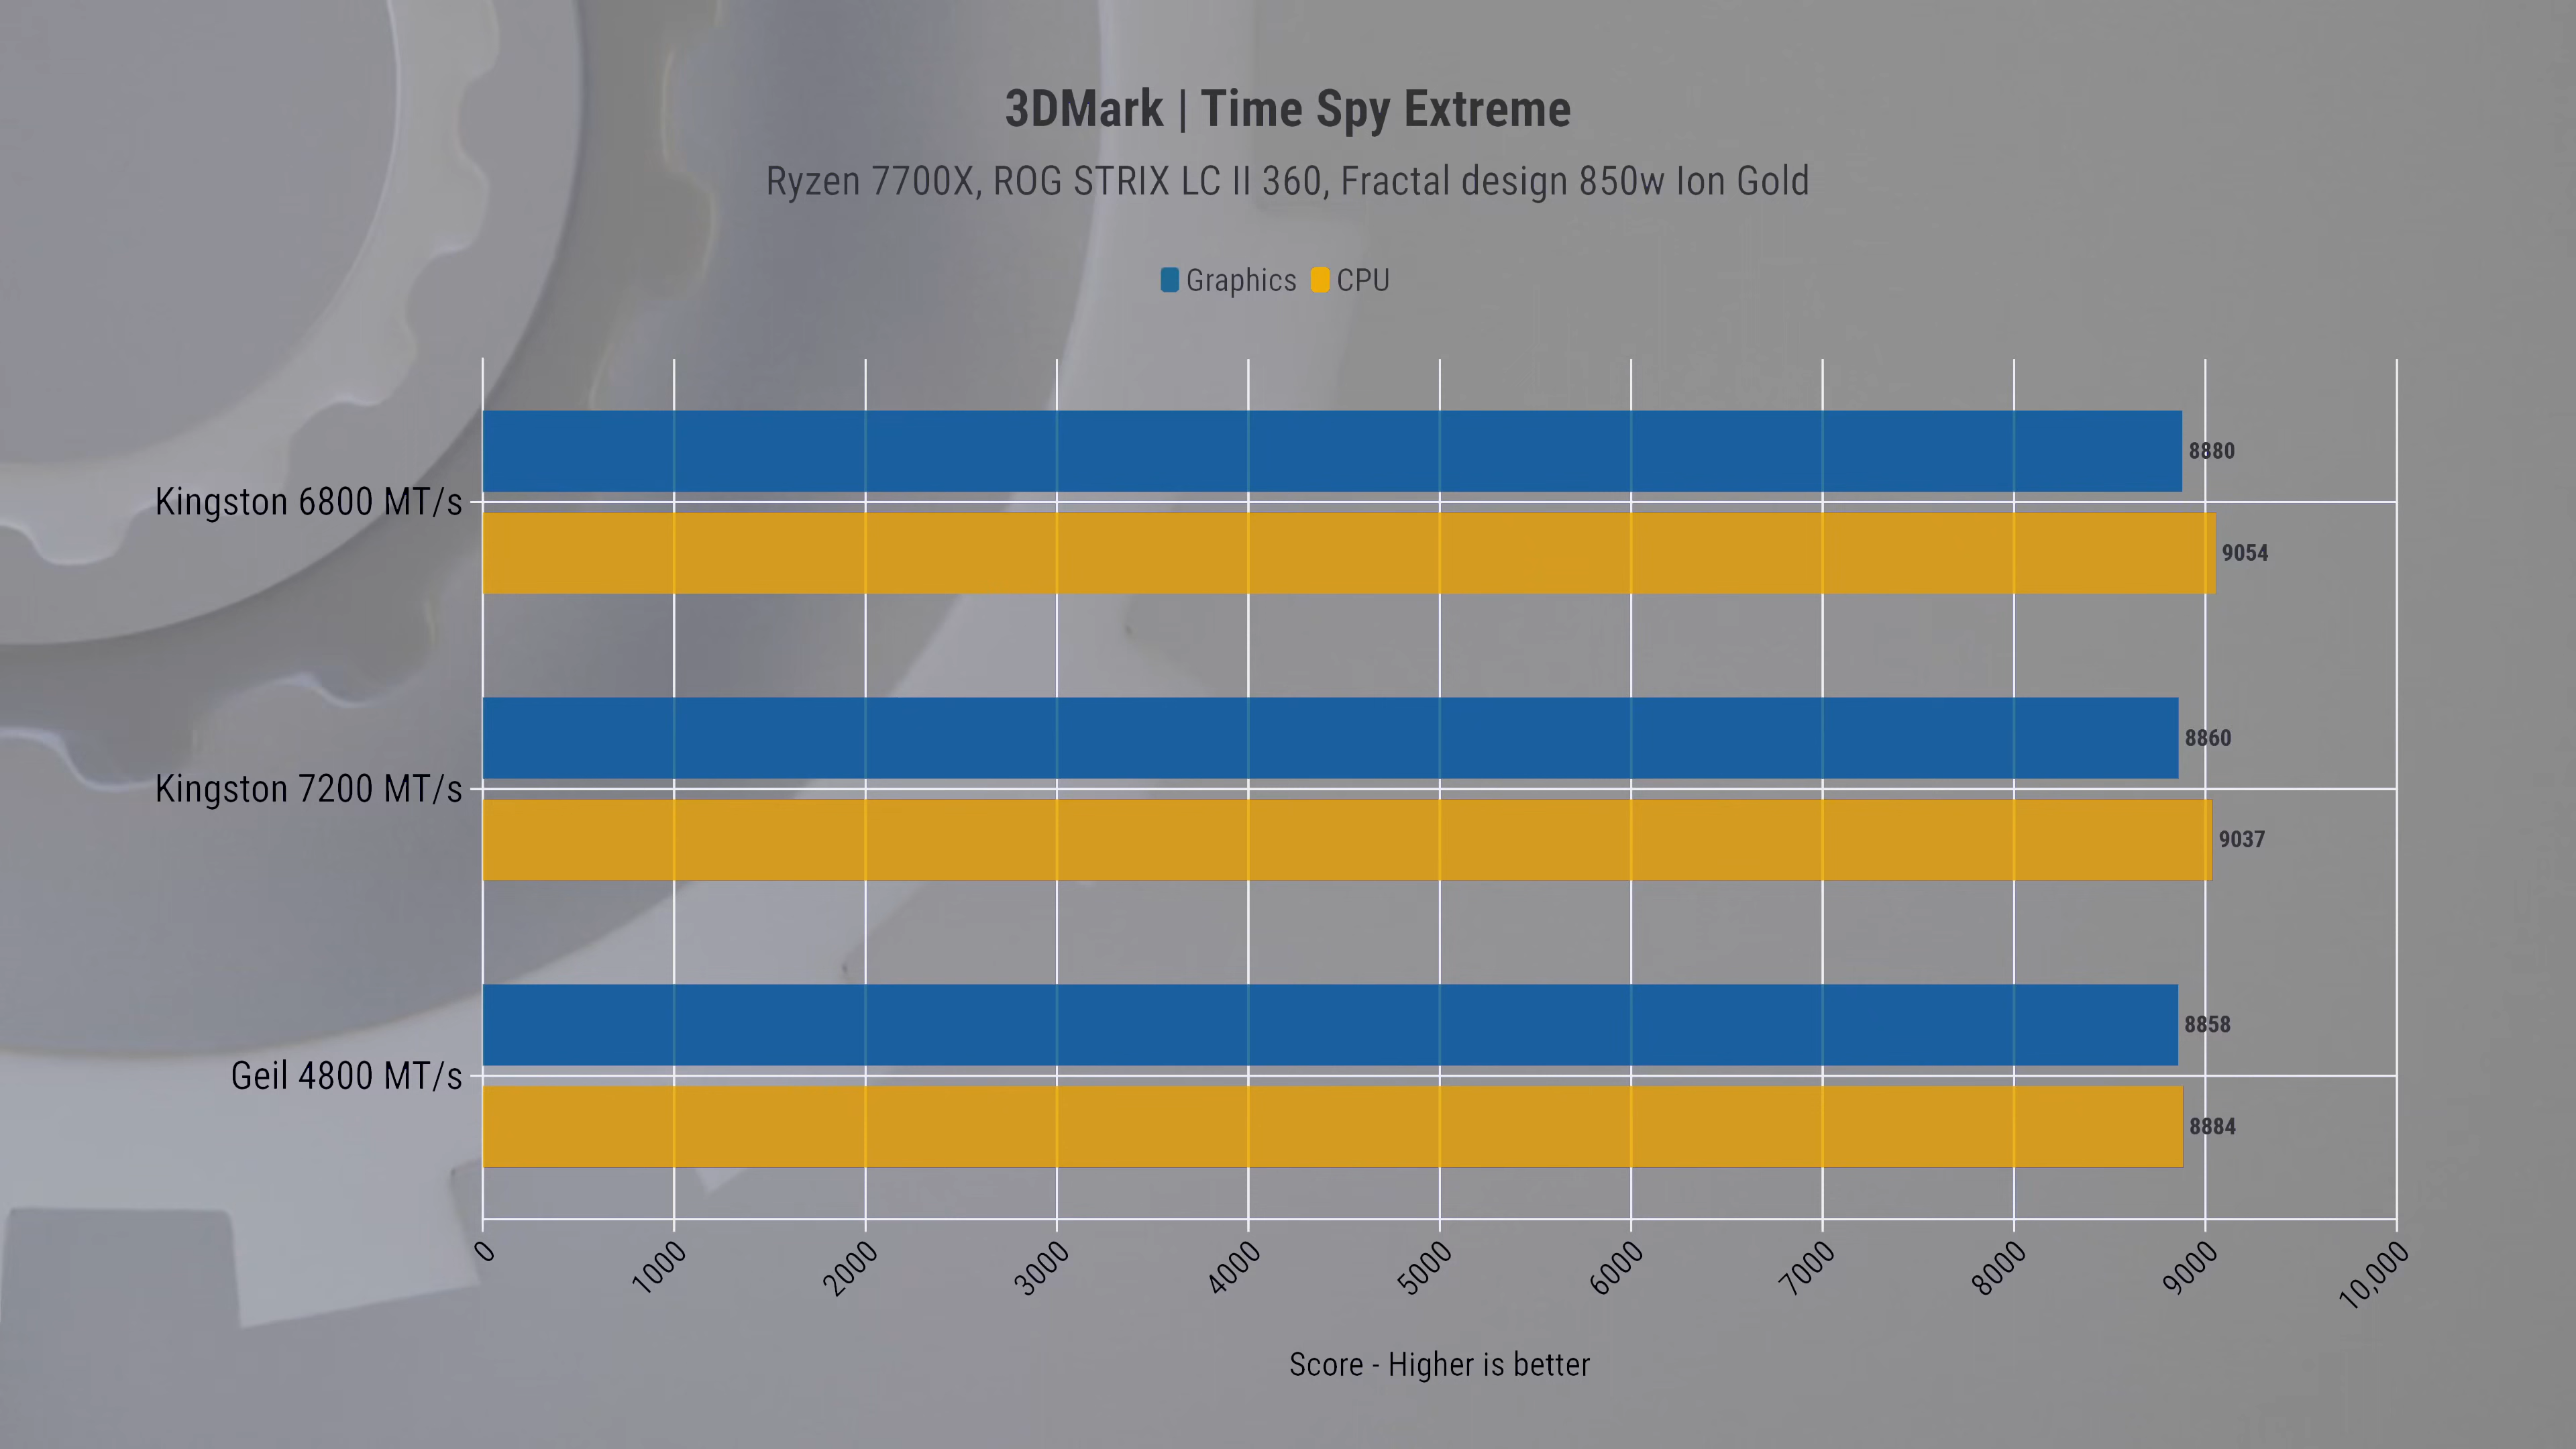 3DMark | Time Spy Extreme
Ryzen 7700X, ROG STRIX LC II 360, Fractal design 850w Ion Gold
Graphics CPU
8880
Kingston 6800 MT/s
9054
8860
Kingston 7200 MT/s
9037
8858
Geil 4800 MT/s
8884
0 1000 2000 3000 4000 5000 6000 7000 8000 9000 10,000
Score - Higher is better